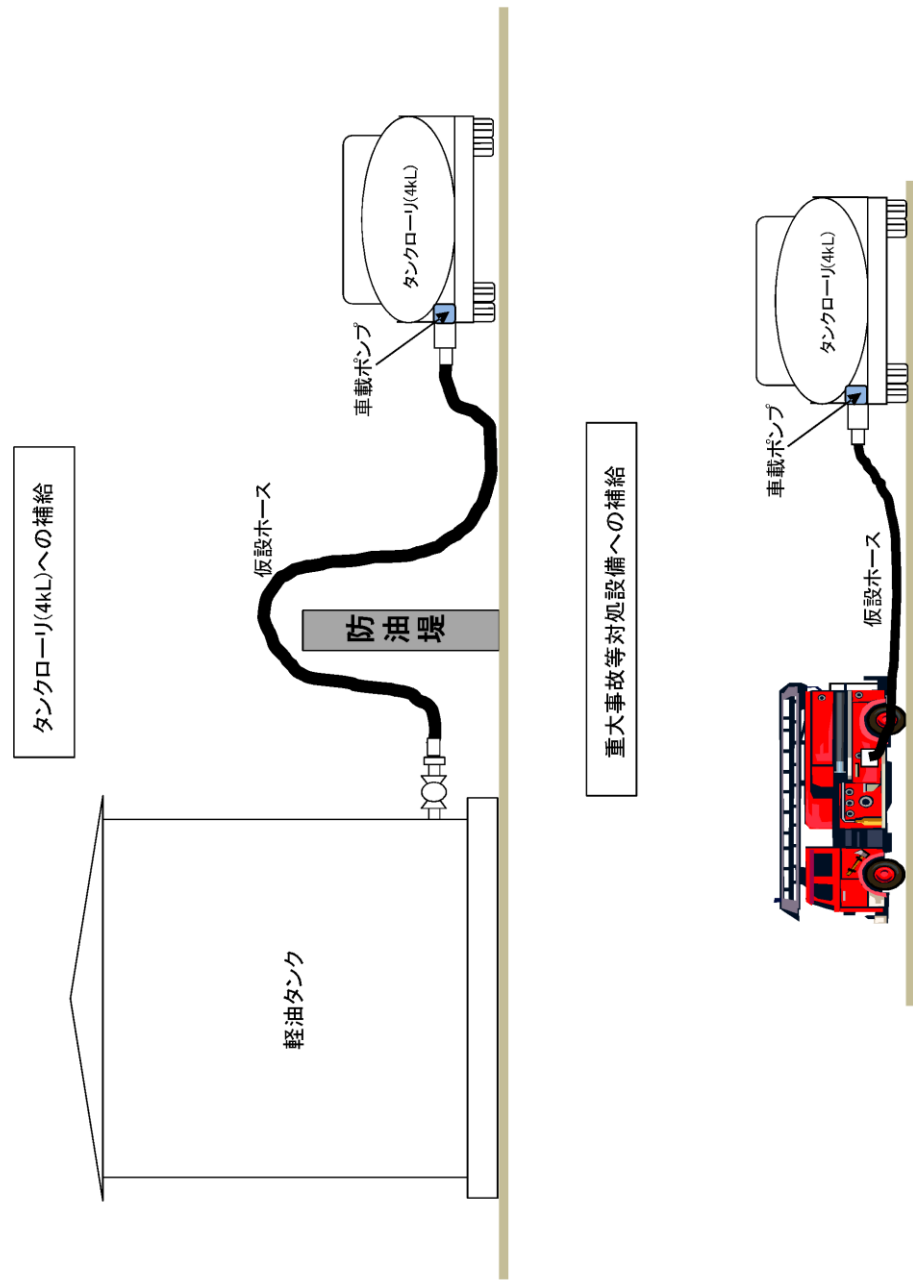 タンクローリ(4kL)への補給
軽油タンク
防油堤
仮設ホース
車載ポンプ
タンクローリ(4kL)
重大事故等対処設備への補給
仮設ホース
車載ポンプ
タンクローリ(4kL)